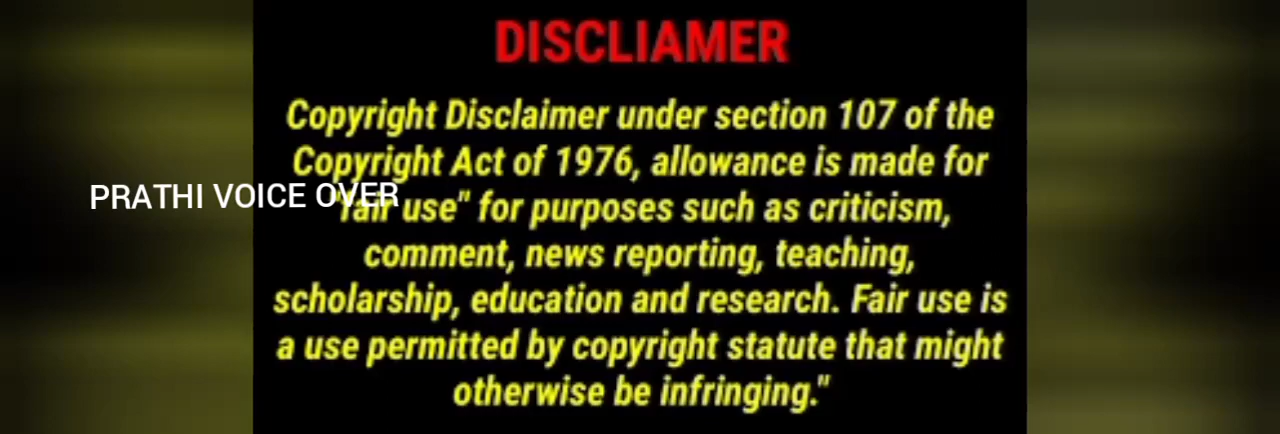 DISCLIAMER
Copyright Disclaimer under section 107 of the
Copyright Act of 1976, allowance is made for
"fair use" for purposes such as criticism,
comment, news reporting, teaching,
scholarship, education and research. Fair use is
a use permitted by copyright statute that might
otherwise be infringing."
PRATHI VOICE OVER